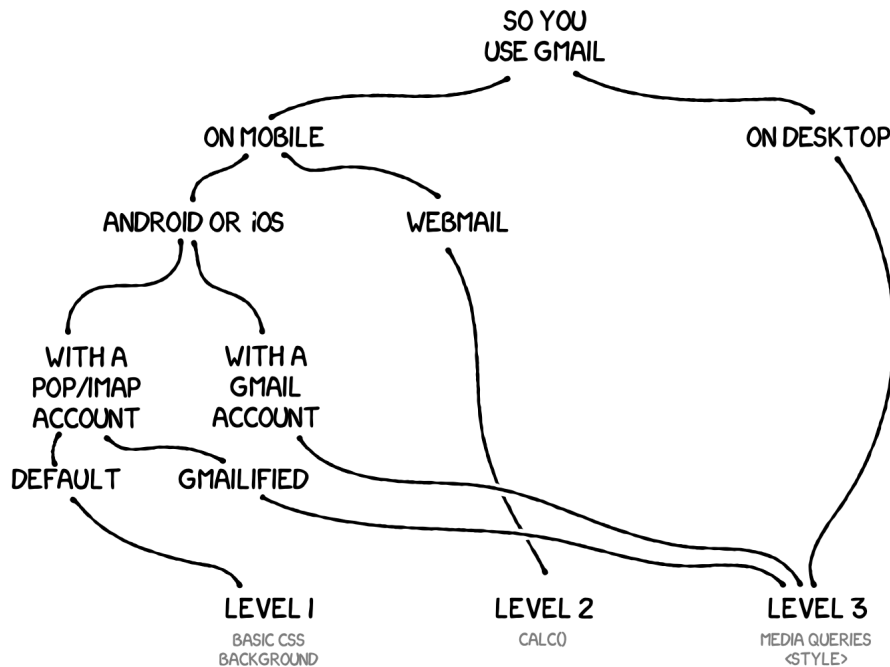 SO YOU
USE GMAIL
ON MOBILE
ON DESKTOP
ANDROID OR iOS
WEBMAIL
WITH A
POP/IMAP
ACCOUNT
WITH A
GMAIL
ACCOUNT
DEFAULT
GMAILIFIED
LEVEL 1
BASIC CSS
BACKGROUND
LEVEL 2
CALC()
LEVEL 3
MEDIA QUERIES
<STYLE>